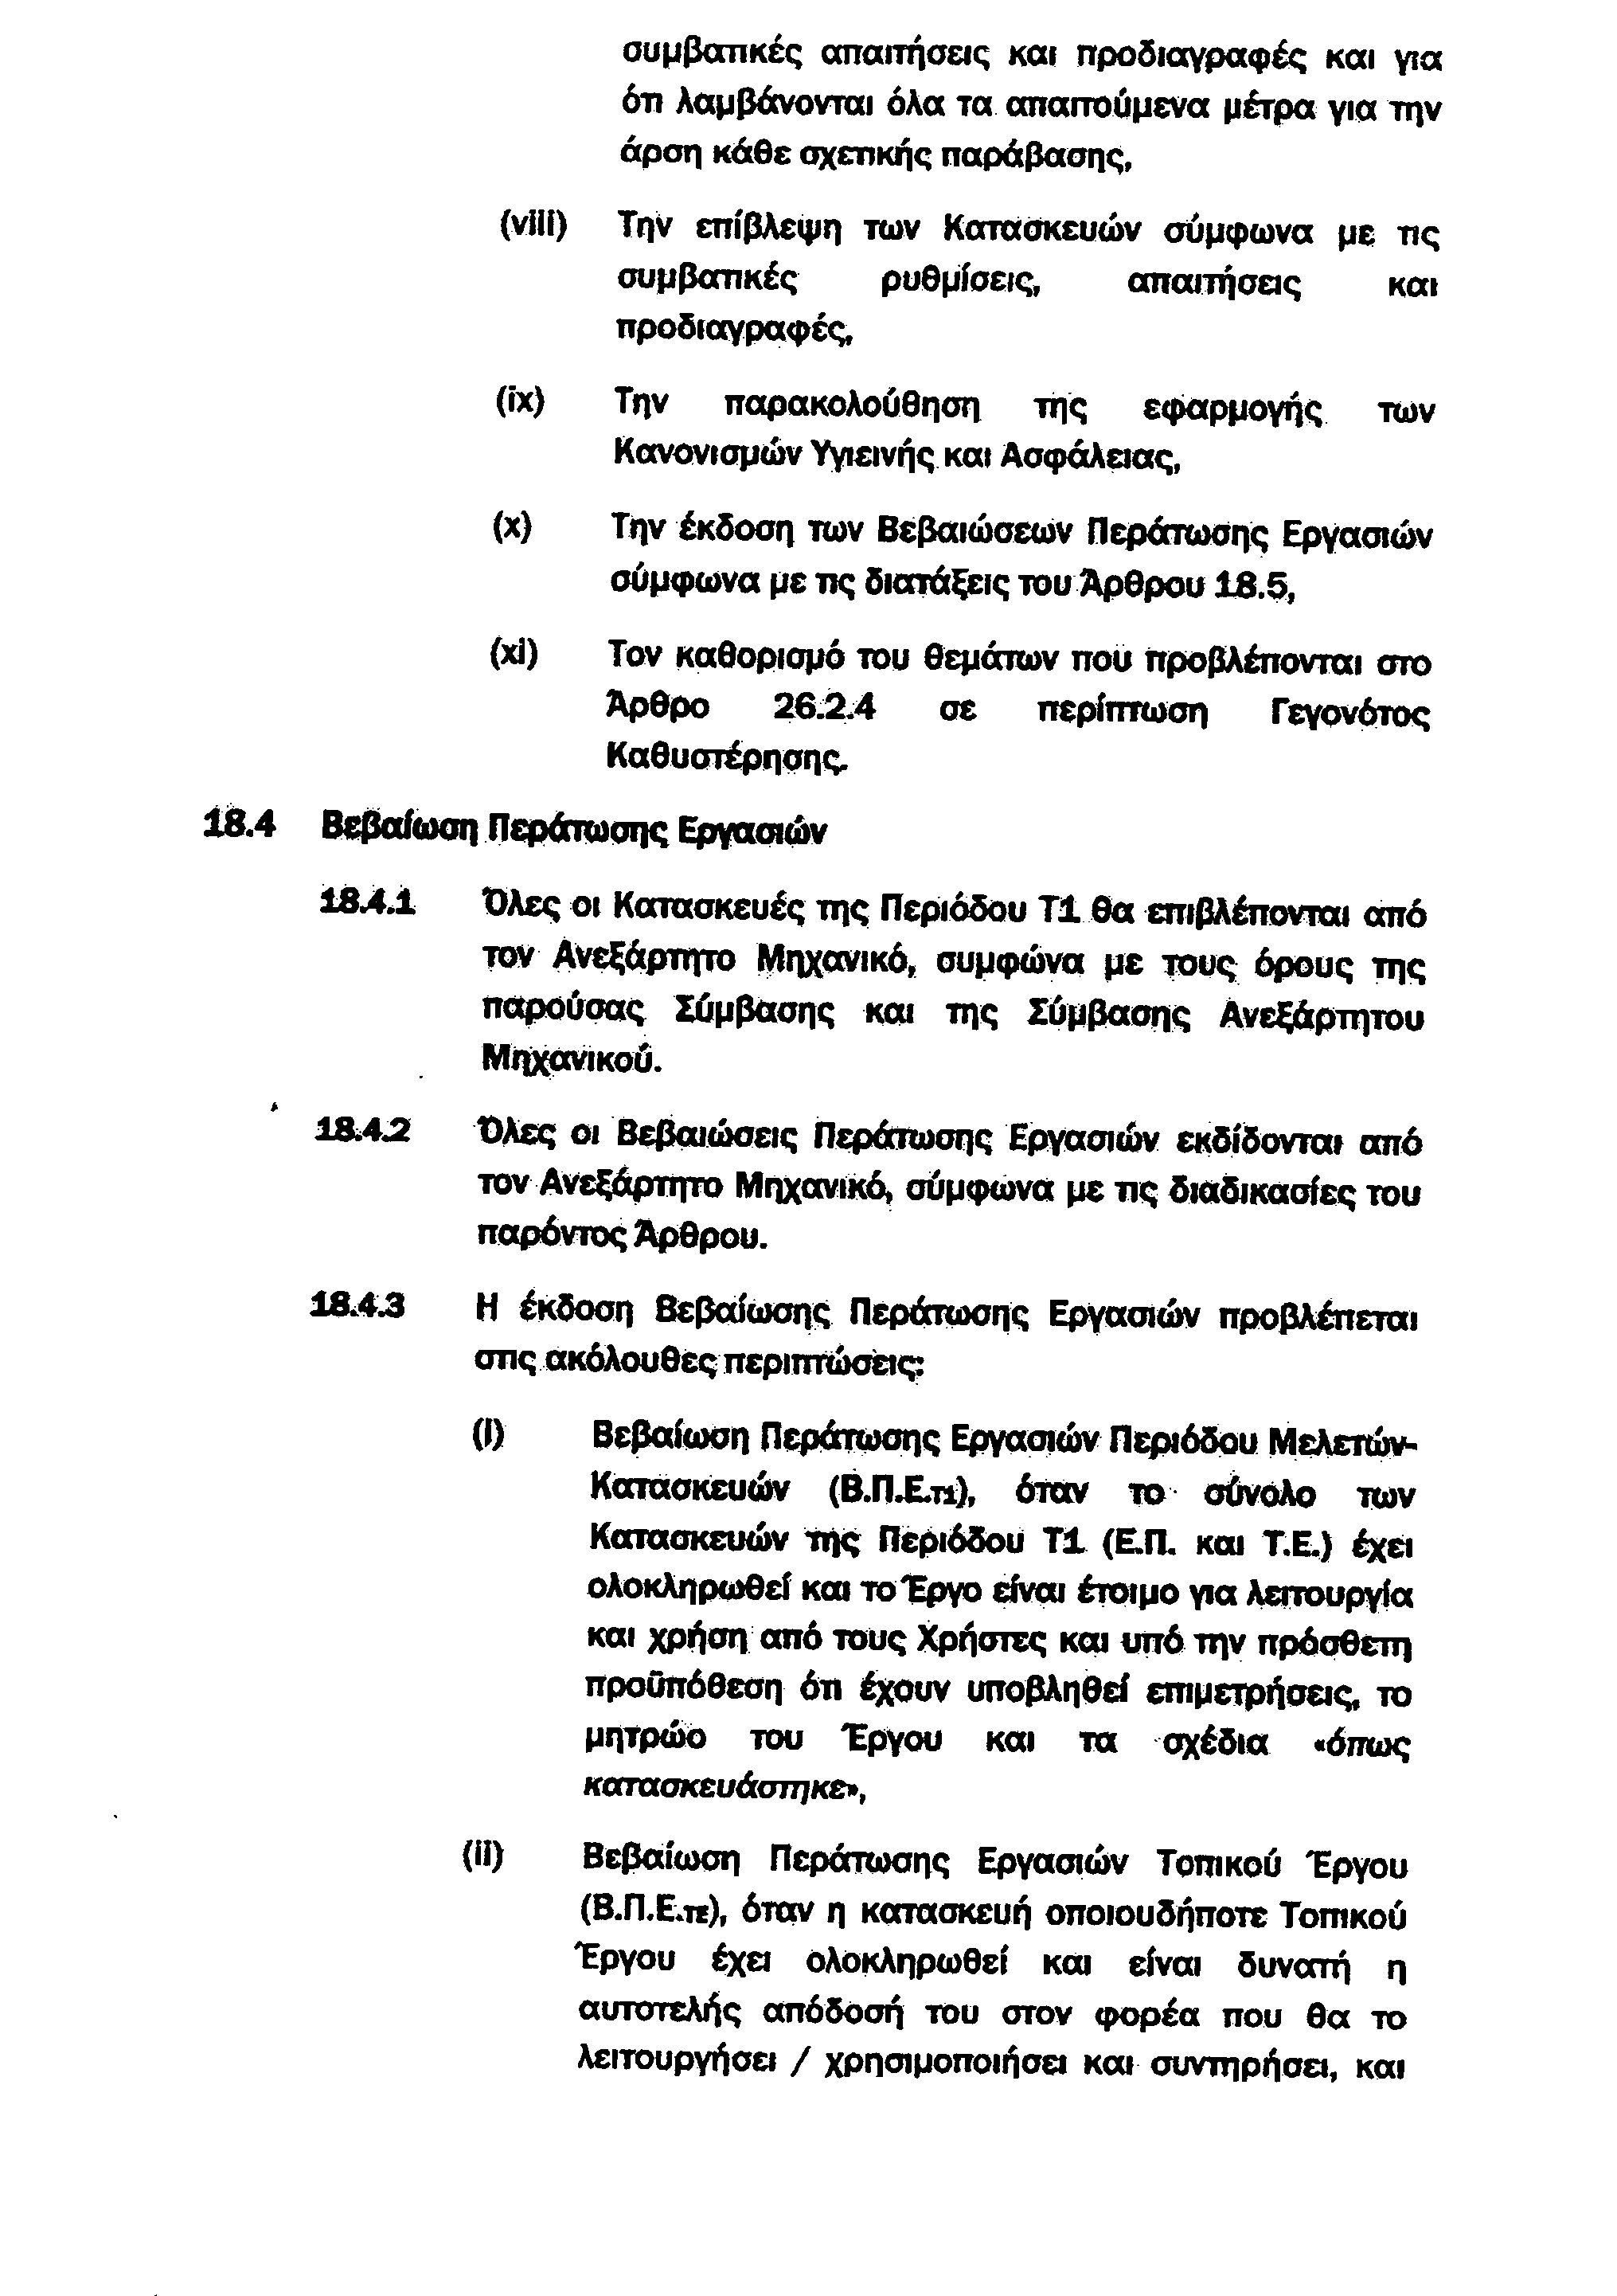 συμβατικές απαιτήσεις και προδιαγραφές και για
ότι λαμβάνονται όλα τα απαιτούμενα μέτρα για την
άρση κάθε σχετικής παράβασης,
(viii) Την επίβλεψη των Κατασκευών σύμφωνα με τις
συμβατικές ρυθμίσεις, απαιτήσεις και
προδιαγραφές,
(ix) Την παρακολούθηση της εφαρμογής των
Κανονισμών Υγιεινής και Ασφάλειας,
(x) Την έκδοση των Βεβαιώσεων Περάτωσης Εργασιών
σύμφωνα με τις διατάξεις του Άρθρου 18.5,
(xi) Τον καθορισμό του θεμάτων που προβλέπονται στο
Άρθρο 26.2.4 σε περίπτωση Γεγονότος
Καθυστέρησης.
18.4 Βεβαίωση Περάτωσης Εργασιών
18.4.1 Όλες οι Κατασκευές της Περιόδου Τ1 θα επιβλέπονται από
τον Ανεξάρτητο Μηχανικό, συμφώνα με τους όρους της
παρούσας Σύμβασης και της Σύμβασης Ανεξάρτητου
Μηχανικού.
18.4.2 Όλες οι Βεβαιώσεις Περάτωσης Εργασιών εκδίδονται από
τον Ανεξάρτητο Μηχανικό, σύμφωνα με τις διαδικασίες του
παρόντος Άρθρου.
18.4.3 Η έκδοση Βεβαίωσης Περάτωσης Εργασιών προβλέπεται
στις ακόλουθες περιπτώσεις:
(i) Βεβαίωση Περάτωσης Εργασιών Περιόδου Μελετών-
Κατασκευών (Β.Π.Ε.Τ1), όταν το σύνολο των
Κατασκευών της Περιόδου Τ1 (Ε.Π. και Τ.Ε.) έχει
ολοκληρωθεί και το Έργο είναι έτοιμο για λειτουργία
και χρήση από τους Χρήστες και υπό την πρόσθετη
προϋπόθεση ότι έχουν υποβληθεί επιμετρήσεις, το
μητρώο του Έργου και τα σχέδια «όπως
κατασκευάστηκε»,
(ii) Βεβαίωση Περάτωσης Εργασιών Τοπικού Έργου
(Β.Π.Ε.ΤΕ), όταν η κατασκευή οποιουδήποτε Τοπικού
Έργου έχει ολοκληρωθεί και είναι δυνατή η
αυτοτελής απόδοσή του στον φορέα που θα το
λειτουργήσει / χρησιμοποιήσει και συντηρήσει, και